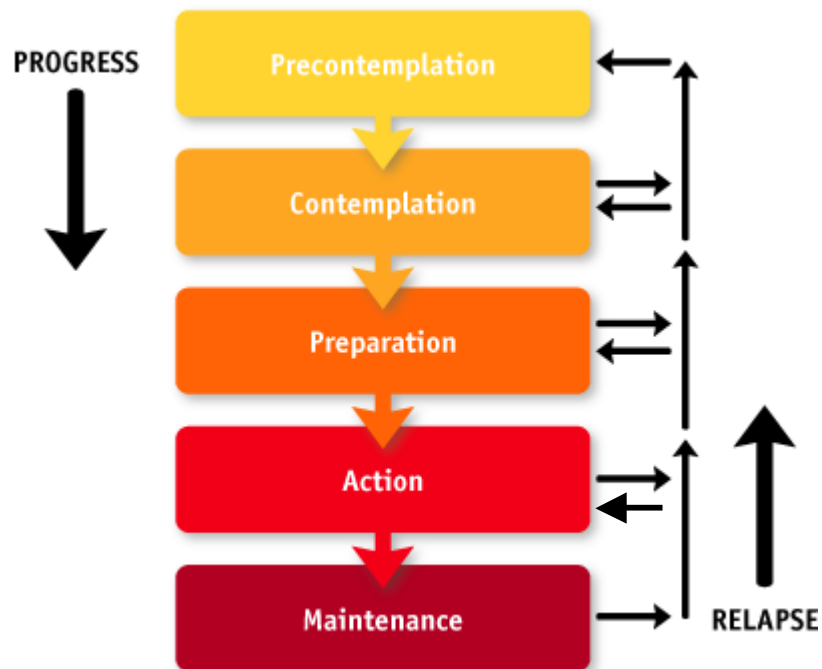 Precontemplation
PROGRESS
Contemplation
Preparation
Action
Maintenance
RELAPSE